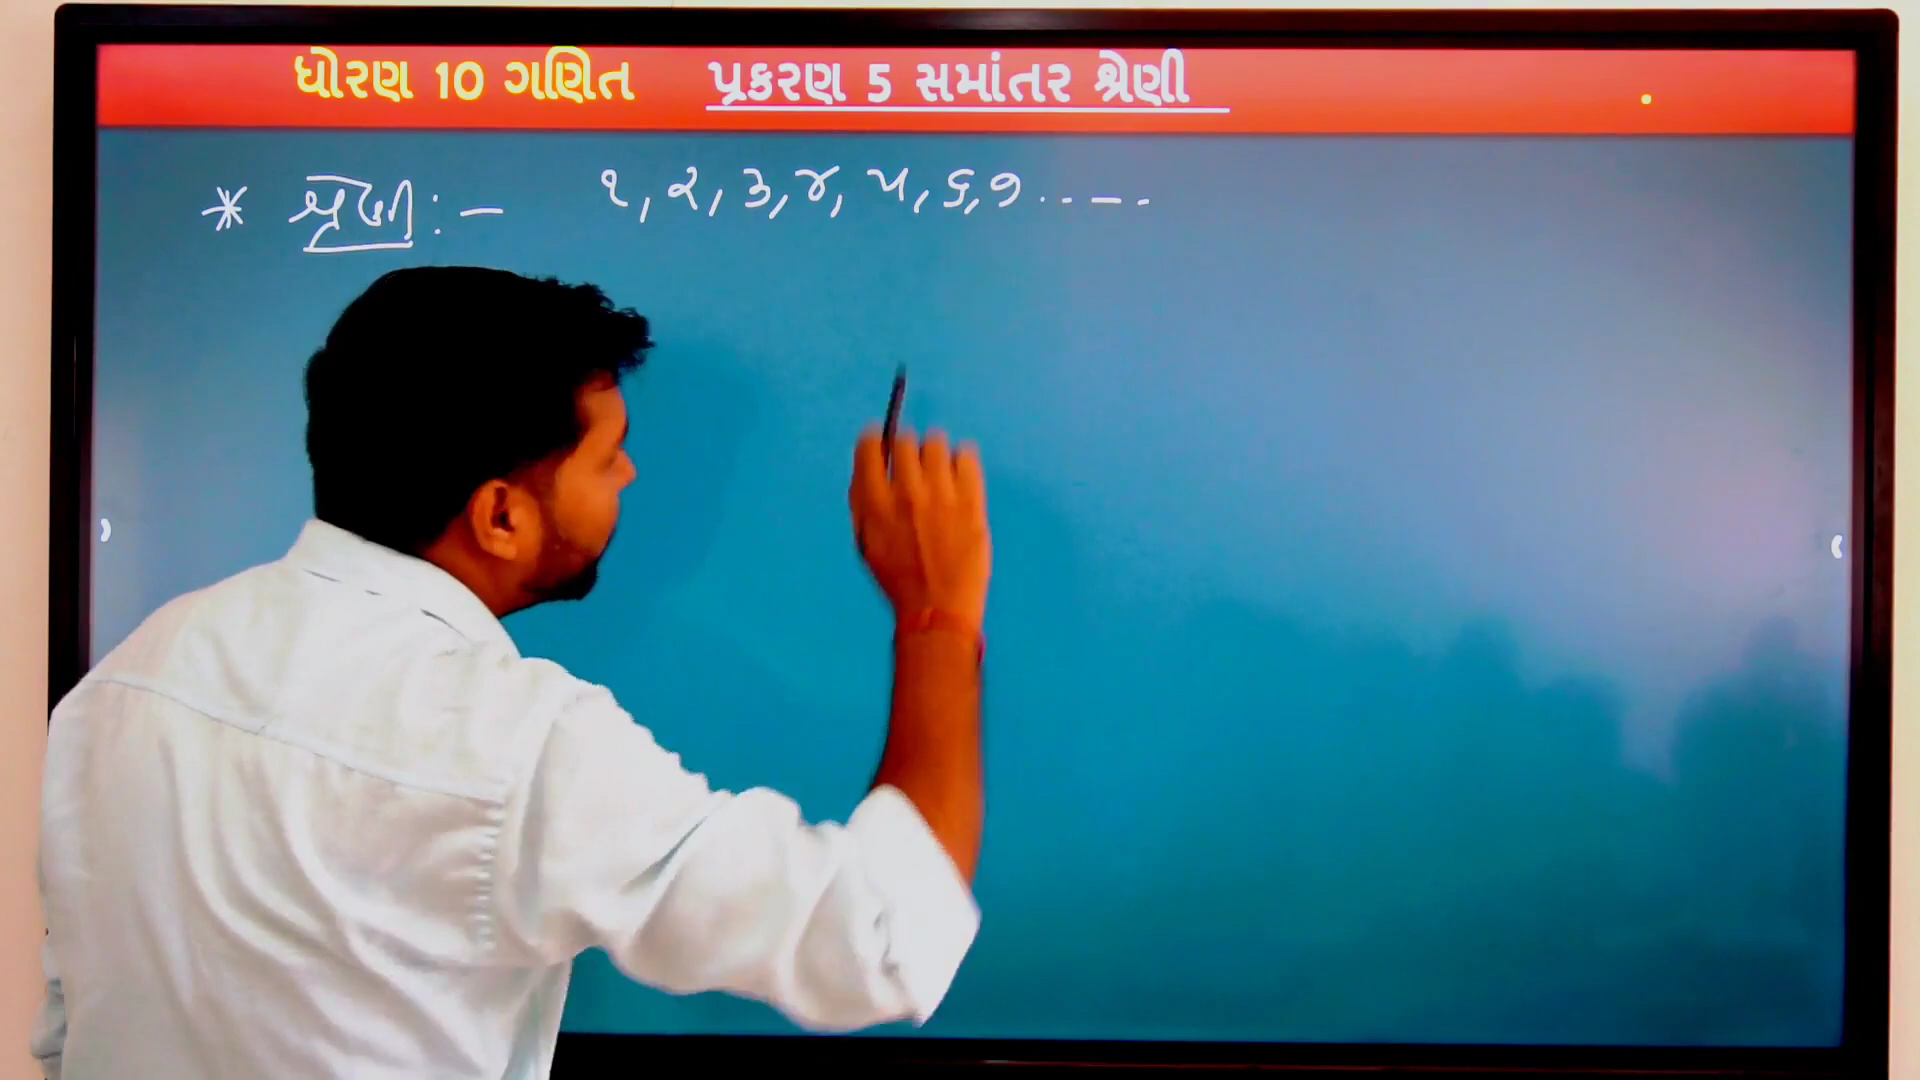 ધોરણ 10 ગણિત પ્રકરણ 5 સમાંતર શ્રેણી
* શ્રેણી :- ૧, ૨, ૩, ૪, ૫, ૬, ૭ ..--.